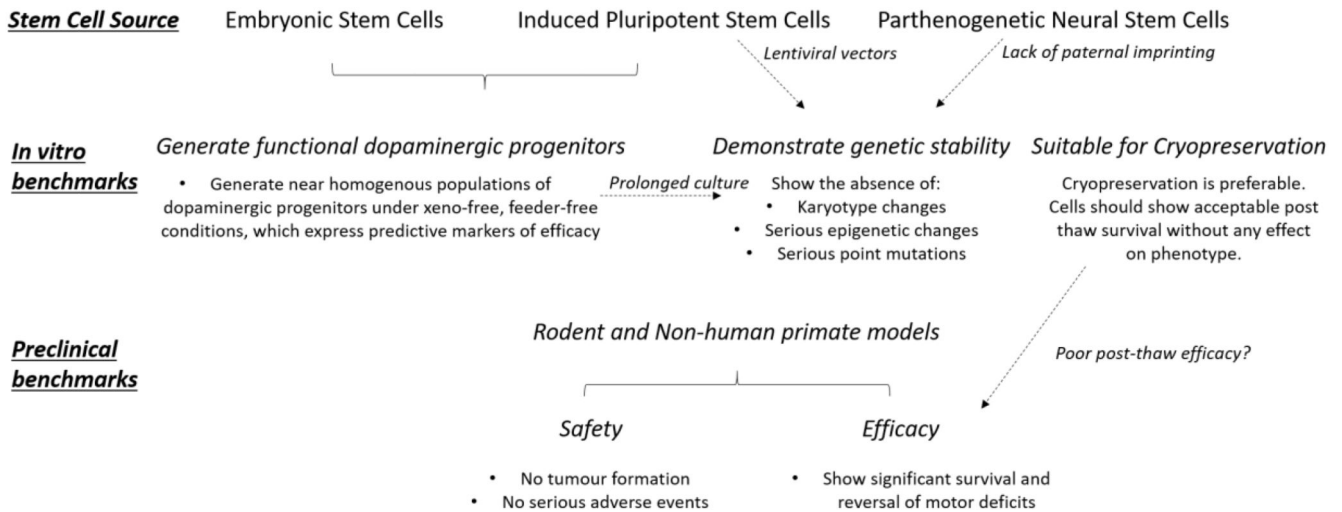 Stem Cell Source
Embryonic Stem Cells
Induced Pluripotent Stem Cells
Parthenogenetic Neural Stem Cells
Lentiviral vectors
Lack of paternal imprinting
In vitro
benchmarks
Generate functional dopaminergic progenitors
• Generate near homogenous populations of
dopaminergic progenitors under xeno-free, feeder-free
conditions, which express predictive markers of efficacy
Prolonged culture
Demonstrate genetic stability
Show the absence of:
• Karyotype changes
• Serious epigenetic changes
• Serious point mutations
Suitable for Cryopreservation
Cryopreservation is preferable.
Cells should show acceptable post
thaw survival without any effect
on phenotype.
Preclinical
benchmarks
Rodent and Non-human primate models
Poor post-thaw efficacy?
Safety
• No tumour formation
• No serious adverse events
Efficacy
• Show significant survival and
reversal of motor deficits